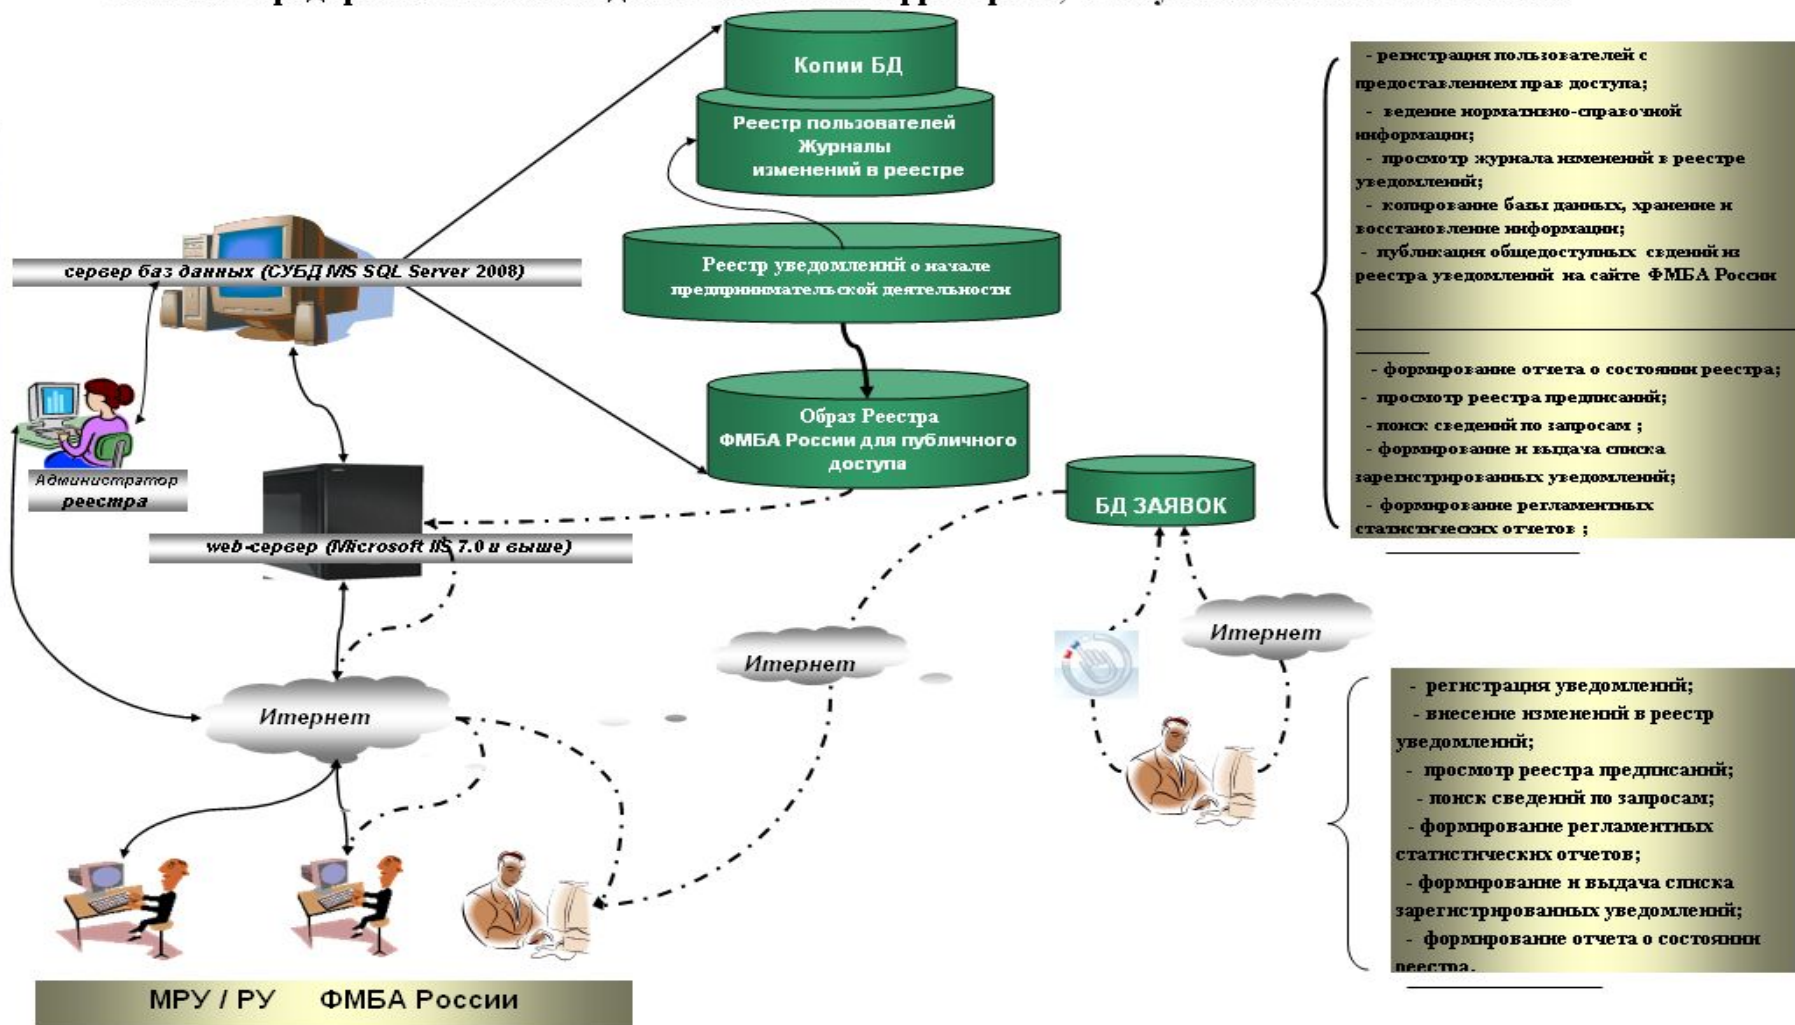 Копии БД
Реестр пользователей
Журналы
изменений в реестре
сервер баз данных (СУБД MS SQL Server 2008)
Реестр уведомлений о начале
предпринимательской деятельности
Администратор
реестра
Образ Реестра
ФМБА России для публичного
доступа
БД ЗАЯВОК
web-сервер (Microsoft IIS 7.0 и выше)
Итернет
Итернет
Итернет
МРУ / РУ ФМБА России
- регистрация пользователей с
предоставлением прав доступа;
- ведение нормативно-справочной
информации;
- просмотр журнала изменений в реестре
уведомлений;
- копирование базы данных, хранение и
восстановление информации;
- публикация общедоступных сведений из
реестра уведомлений на сайте ФМБА России
- формирование отчета о состоянии реестра;
- просмотр реестра предписаний;
- поиск сведений по запросам ;
- формирование и выдача списка
зарегистрированных уведомлений;
- формирование регламентных
статистических отчетов ;
- регистрация уведомлений;
- внесение изменений в реестр
уведомлений;
- просмотр реестра предписаний;
- поиск сведений по запросам;
- формирование регламентных
статистических отчетов;
- формирование и выдача списка
зарегистрированных уведомлений;
- формирование отчета о состоянии
реестра.